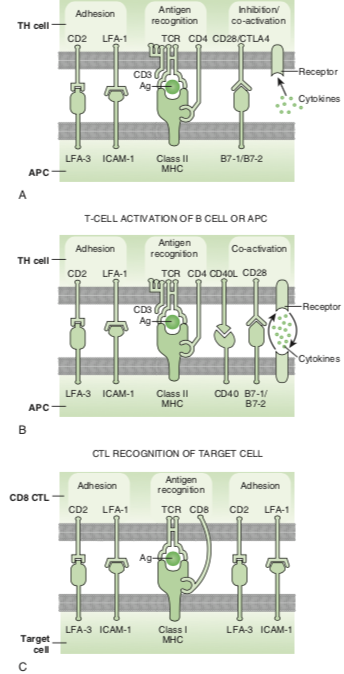 Adhesion
Antigen
recognition
Inhibition/
co-activation
TH cell
CD2 LFA-1 TCR CD4 CD28/CTLA4
CD3
Ag
Receptor
Cytokines
LFA-3 ICAM-1 Class II
MHC
B7-1/B7-2
APC
A
T-CELL ACTIVATION OF B CELL OR APC
Adhesion
Antigen
recognition
Co-activation
TH cell
CD2 LFA-1 TCR CD4 CD40L CD28
CD3
Ag
Receptor
Cytokines
LFA-3 ICAM-1 Class II
MHC
CD40 B7-1/
B7-2
APC
B
CTL RECOGNITION OF TARGET CELL
Adhesion
Antigen
recognition
Adhesion
CD8 CTL
CD2 LFA-1 TCR CD8 CD2 LFA-1
Ag
LFA-3 ICAM-1 Class I
MHC
LFA-3 ICAM-1
Target
cell
C